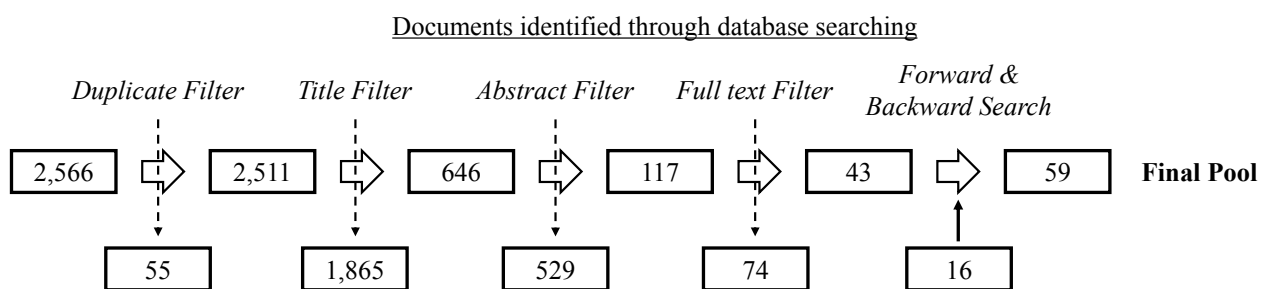 Documents identified through database searching
Duplicate Filter
Title Filter
Abstract Filter
Full text Filter
Forward &
Backward Search
2,566
2,511
646
117
43
59
Final Pool
55
1,865
529
74
16